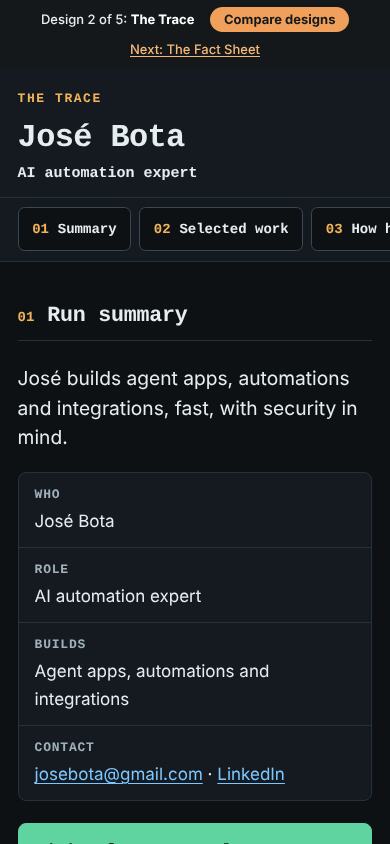 Design 2 of 5: The Trace
Compare designs
Next: The Fact Sheet
THE TRACE
José Bota
AI automation expert
01 Summary
02 Selected work
03 How
01 Run summary
José builds agent apps, automations
and integrations, fast, with security in
mind.
WHO
José Bota
ROLE
AI automation expert
BUILDS
Agent apps, automations and
integrations
CONTACT
josebota@gmail.com · LinkedIn